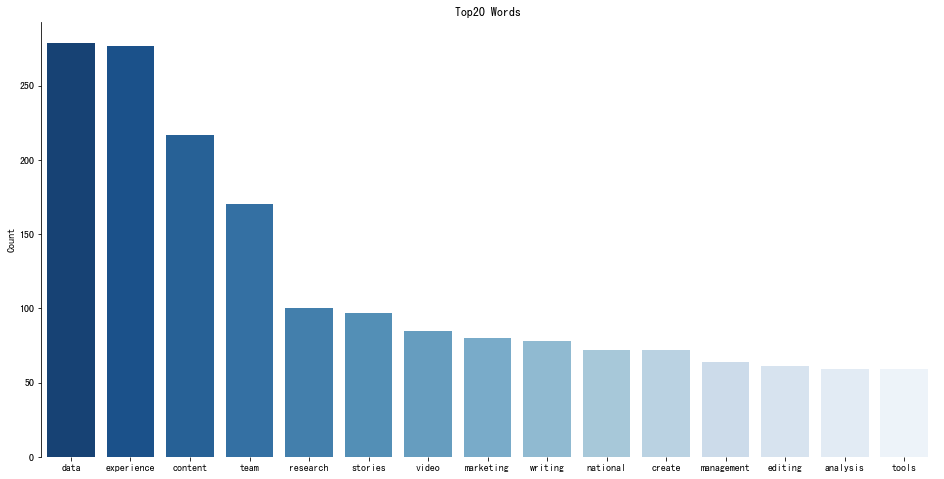 Top20 Words
Count
250
200
150
100
50
0
data experience content team research stories video marketing writing national create management editing analysis tools